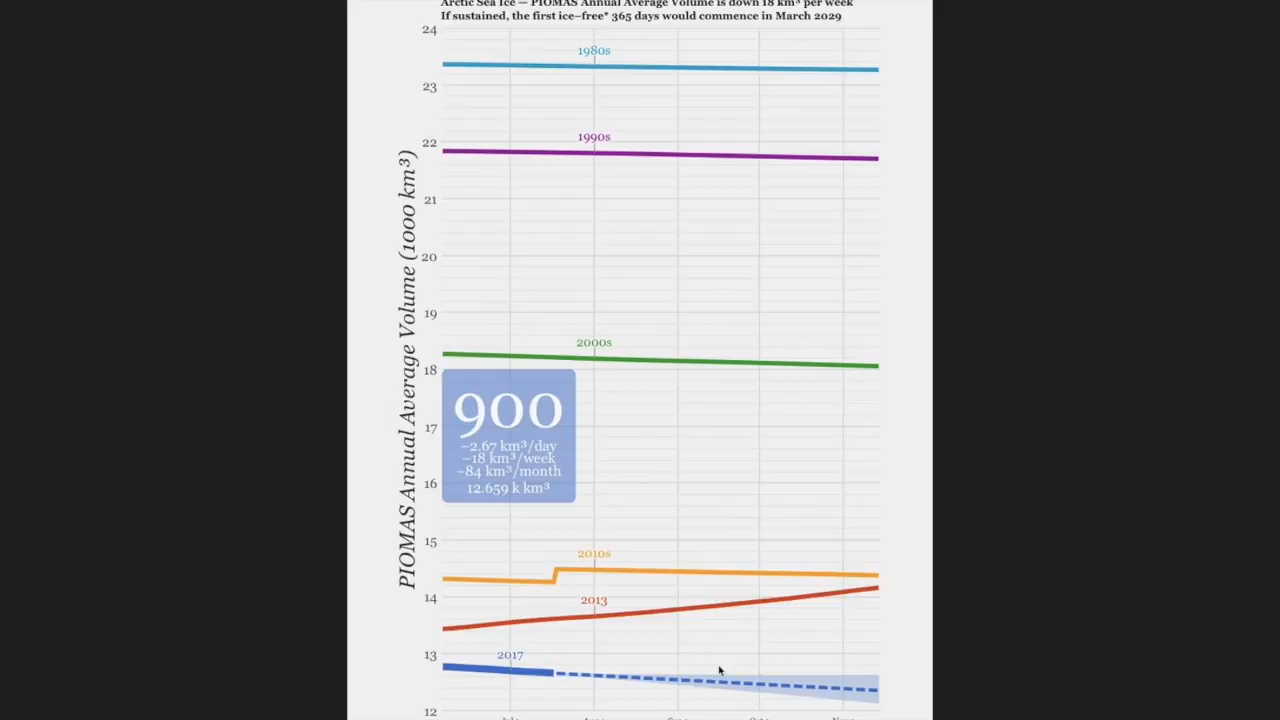 Arctic Sea Ice — PIOMAS Annual Average Volume is down 18 km³ per week
If sustained, the first ice–free* 365 days would commence in March 2029
PIOMAS Annual Average Volume (1000 km³)
24
23
22
21
20
19
18
17
16
15
14
13
12
1980s
1990s
2000s
900
–2.67 km³/day
–18 km³/week
–84 km³/month
12.659 k km³
2010s
2013
2017